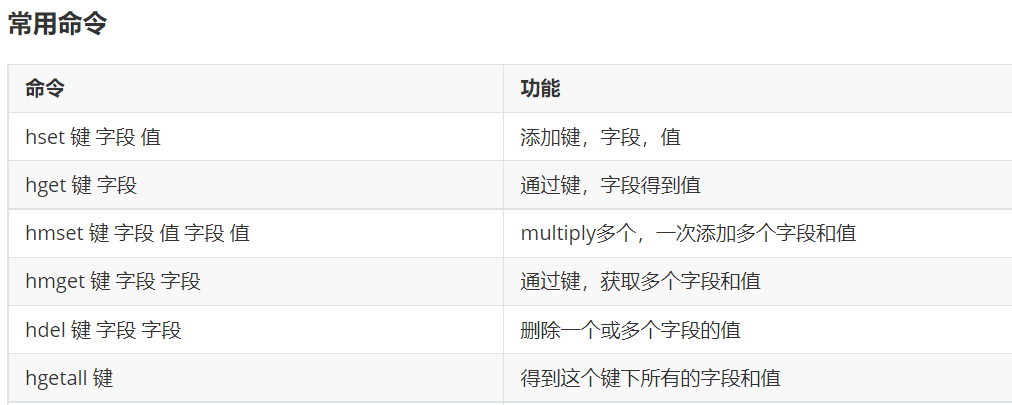 常用命令
命令 功能
hset 键 字段 值 添加键，字段，值
hget 键 字段 通过键，字段得到值
hmset 键 字段 值 字段 值 multiply多个，一次添加多个字段和值
hmget 键 字段 字段 通过键，获取多个字段和值
hdel 键 字段 字段 删除一个或多个字段的值
hgetall 键 得到这个键下所有的字段和值